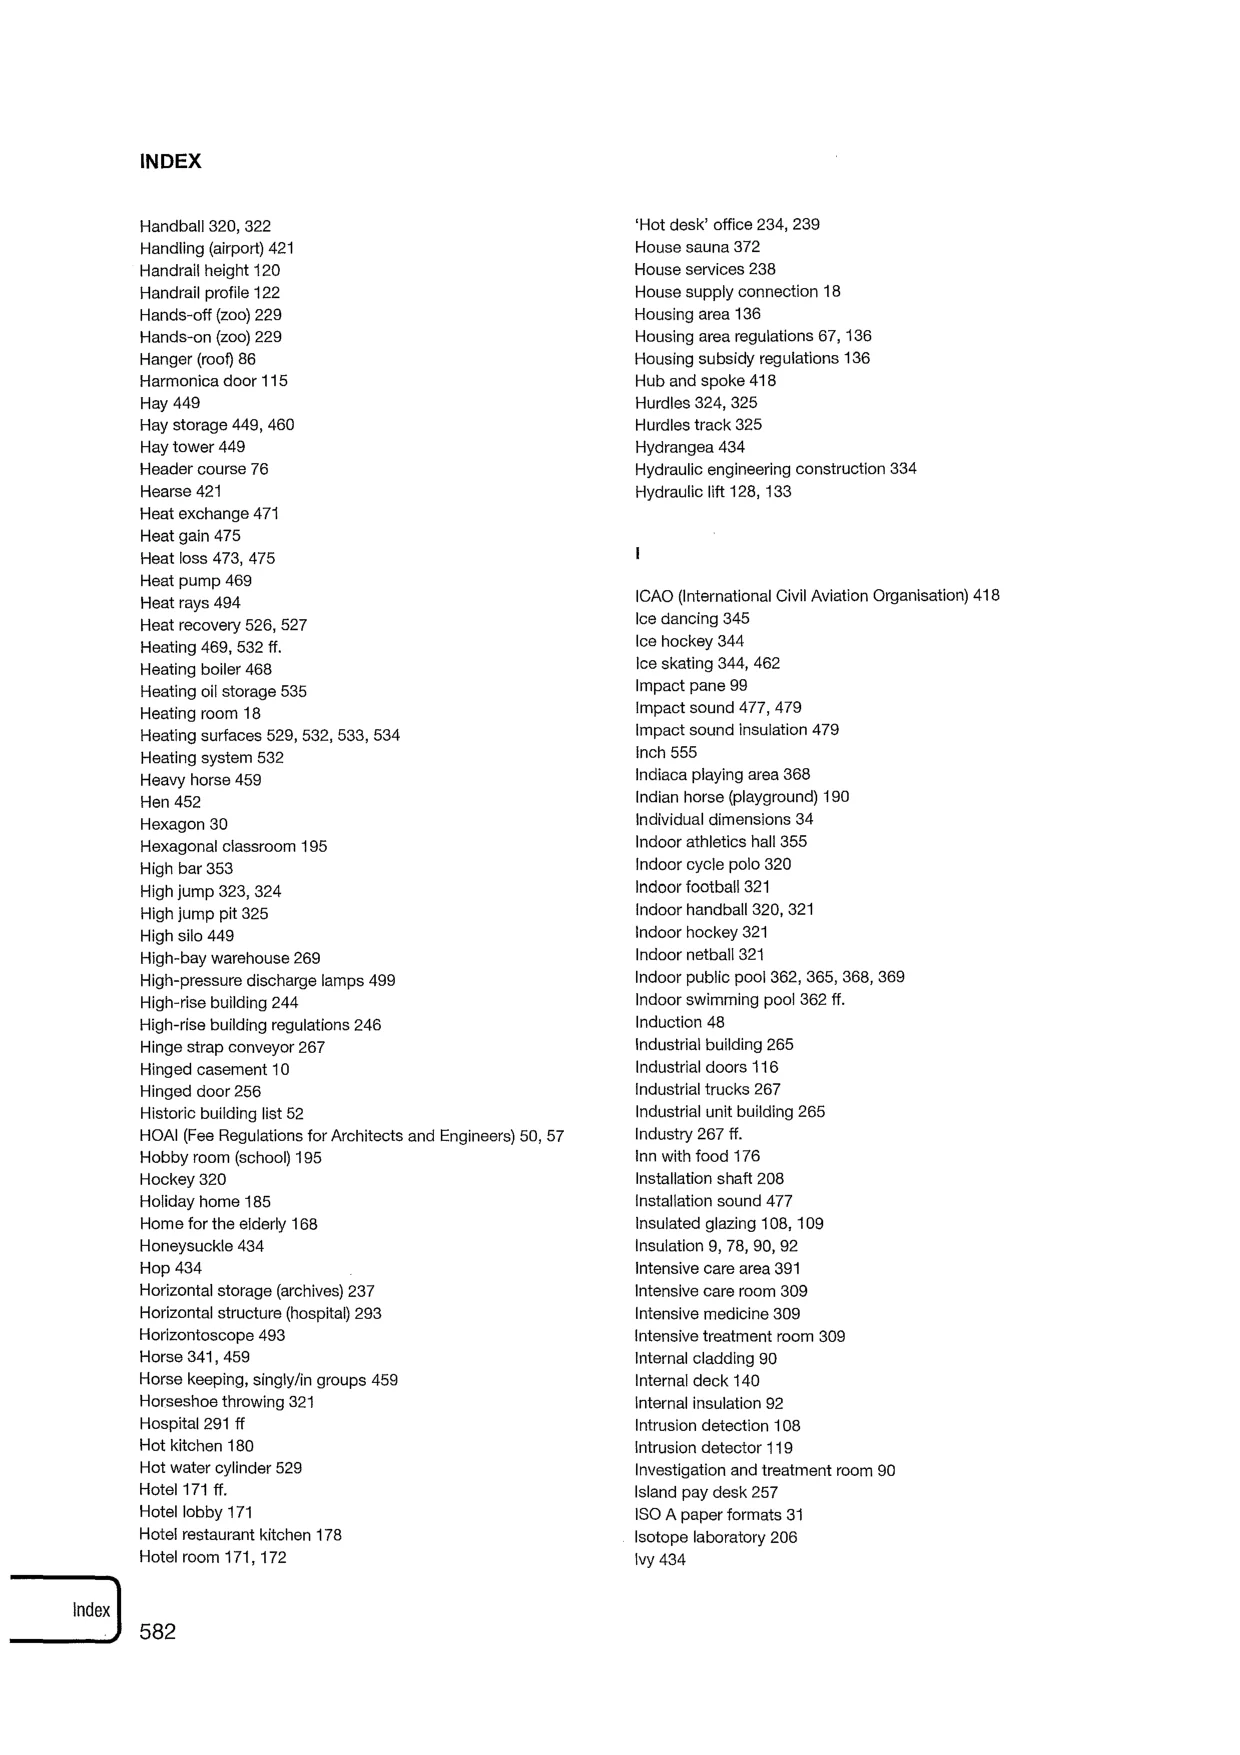 INDEX
Handball 320, 322
Handling (airport) 421
Handrail height 120
Handrail profile 122
Hands-off (zoo) 229
Hands-on (zoo) 229
Hanger (roof) 86
Harmonica door 115
Hay 449
Hay storage 449, 460
Hay tower 449
Header course 76
Hearse 421
Heat exchange 471
Heat gain 475
Heat loss 473, 475
Heat pump 469
Heat rays 494
Heat recovery 526, 527
Heating 469, 532 ff.
Heating boiler 468
Heating oil storage 535
Heating room 18
Heating surfaces 529, 532, 533, 534
Heating system 532
Heavy horse 459
Hen 452
Hexagon 30
Hexagonal classroom 195
High bar 353
High jump 323, 324
High jump pit 325
High silo 449
High-bay warehouse 269
High-pressure discharge lamps 499
High-rise building 244
High-rise building regulations 246
Hinge strap conveyor 267
Hinged casement 10
Hinged door 256
Historic building list 52
HOAI (Fee Regulations for Architects and Engineers) 50, 57
Hobby room (school) 195
Hockey 320
Holiday home 185
Home for the elderly 168
Honeysuckle 434
Hop 434
Horizontal storage (archives) 237
Horizontal structure (hospital) 293
Horizontoscope 493
Horse 341, 459
Horse keeping, singly/in groups 459
Horseshoe throwing 321
Hospital 291 ff
Hot kitchen 180
Hot water cylinder 529
Hotel 171 ff.
Hotel lobby 171
Hotel restaurant kitchen 178
Hotel room 171, 172
'Hot desk' office 234, 239
House sauna 372
House services 238
House supply connection 18
Housing area 136
Housing area regulations 67, 136
Housing subsidy regulations 136
Hub and spoke 418
Hurdles 324, 325
Hurdles track 325
Hydrangea 434
Hydraulic engineering construction 334
Hydraulic lift 128, 133
I
ICAO (International Civil Aviation Organisation) 418
Ice dancing 345
Ice hockey 344
Ice skating 344, 462
Impact pane 99
Impact sound 477, 479
Impact sound insulation 479
Inch 555
Indiaca playing area 368
Indian horse (playground) 190
Individual dimensions 34
Indoor athletics hall 355
Indoor cycle polo 320
Indoor football 321
Indoor handball 320, 321
Indoor hockey 321
Indoor netball 321
Indoor public pool 362, 365, 368, 369
Indoor swimming pool 362 ff.
Induction 48
Industrial building 265
Industrial doors 116
Industrial trucks 267
Industrial unit building 265
Industry 267 ff.
Inn with food 176
Installation shaft 208
Installation sound 477
Insulated glazing 108, 109
Insulation 9, 78, 90, 92
Intensive care area 391
Intensive care room 309
Intensive medicine 309
Intensive treatment room 309
Internal cladding 90
Internal deck 140
Internal insulation 92
Intrusion detection 108
Intrusion detector 119
Investigation and treatment room 90
Island pay desk 257
ISO A paper formats 31
Isotope laboratory 206
Ivy 434
Index
582